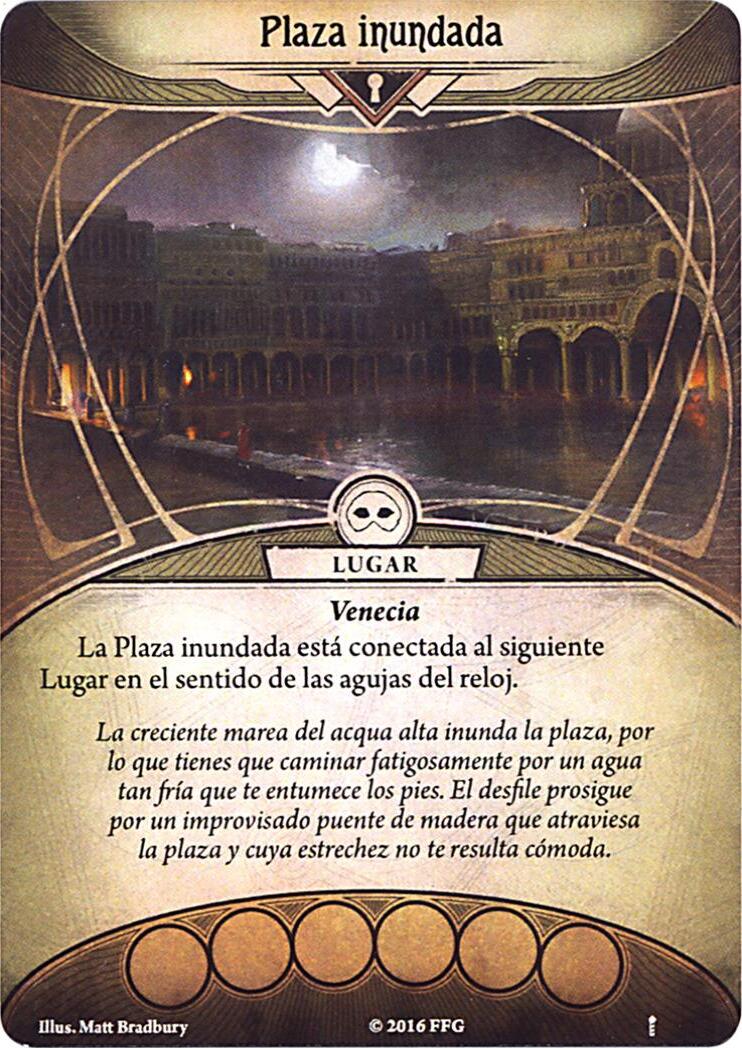 Plaza inundada
LUGAR
Venecia
La Plaza inundada está conectada al siguiente
Lugar en el sentido de las agujas del reloj.
La creciente marea del acqua alta inunda la plaza, por
lo que tienes que caminar fatigosamente por un agua
tan fría que te entumece los pies. El desfile prosigue
por un improvisado puente de madera que atraviesa
la plaza y cuya estrechez no te resulta cómoda.
Illus. Matt Bradbury
© 2016 FFG